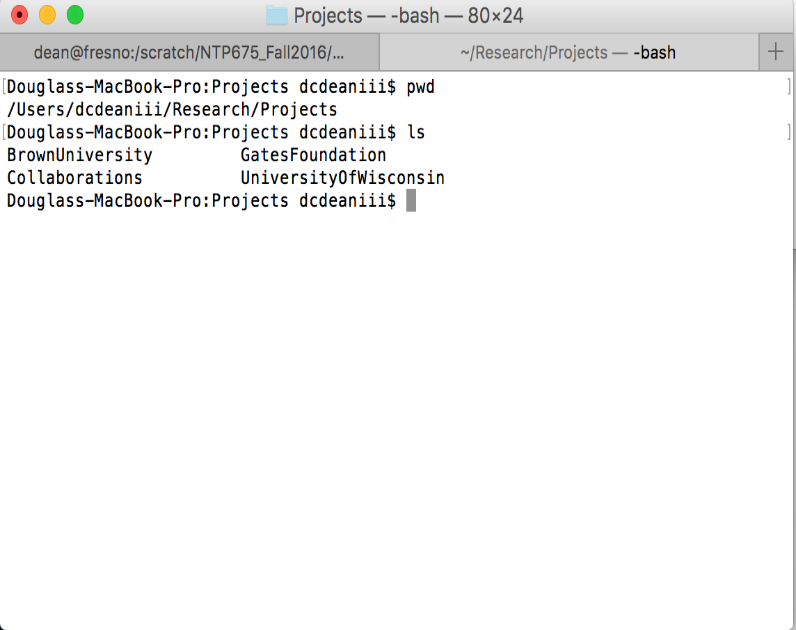 Projects — -bash — 80×24
dean@fresno:/scratch/NTP675_Fall2016/... ~/Research/Projects — -bash +
[Douglass-MacBook-Pro:Projects dcdeaniii$ pwd ]
/Users/dcdeaniii/Research/Projects
[Douglass-MacBook-Pro:Projects dcdeaniii$ ls ]
BrownUniversity GatesFoundation
Collaborations UniversityOfWisconsin
Douglass-MacBook-Pro:Projects dcdeaniii$